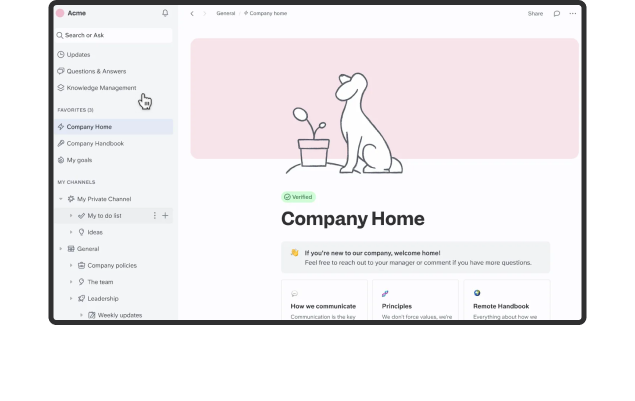 Acme
General
Company home
Share
Search or Ask
Updates
Questions & Answers
Knowledge Management
FAVORITES (3)
Company Home
Company Handbook
My goals
MY CHANNELS
My Private Channel
My to do list
Ideas
General
Company policies
The team
Leadership
Weekly updates
Verified
Company Home
If you're new to our company, welcome home!
Feel free to reach out to your manager or comment if you have more questions.
How we communicate
Communication is the key
Principles
We don't force values, we're
Remote Handbook
Everything about how we